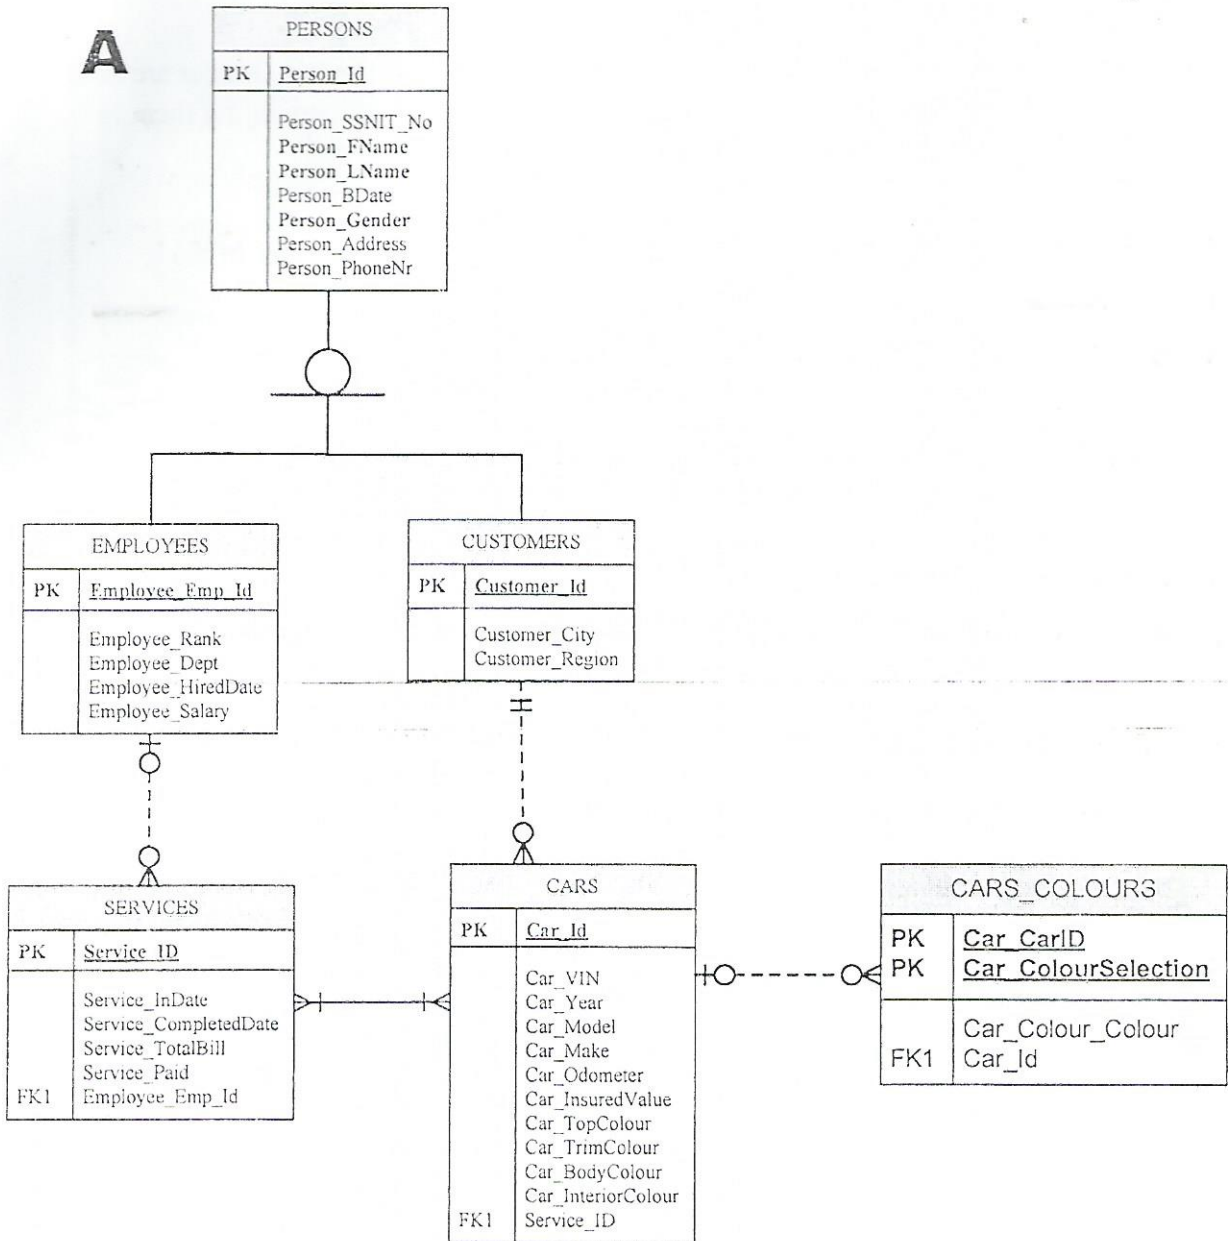 A
PERSONS
PK Person_Id
Person_SSNIT_No
Person_FName
Person_LName
Person_BDate
Person_Gender
Person_Address
Person_PhoneNr
EMPLOYEES
PK Employee_Emp_Id
Employee_Rank
Employee_Dept
Employee_HiredDate
Employee_Salary
CUSTOMERS
PK Customer_Id
Customer_City
Customer_Region
SERVICES
PK Service_ID
Service_InDate
Service_CompletedDate
Service_TotalBill
Service_Paid
FK1 Employee_Emp_Id
CARS
PK Car_Id
Car_VIN
Car_Year
Car_Model
Car_Make
Car_Odometer
Car_InsuredValue
Car_TopColour
Car_TrimColour
Car_BodyColour
Car_InteriorColour
FK1 Service_ID
CARS_COLOURS
PK Car_CarID
PK Car_ColourSelection
Car_Colour_Colour
FK1 Car_Id